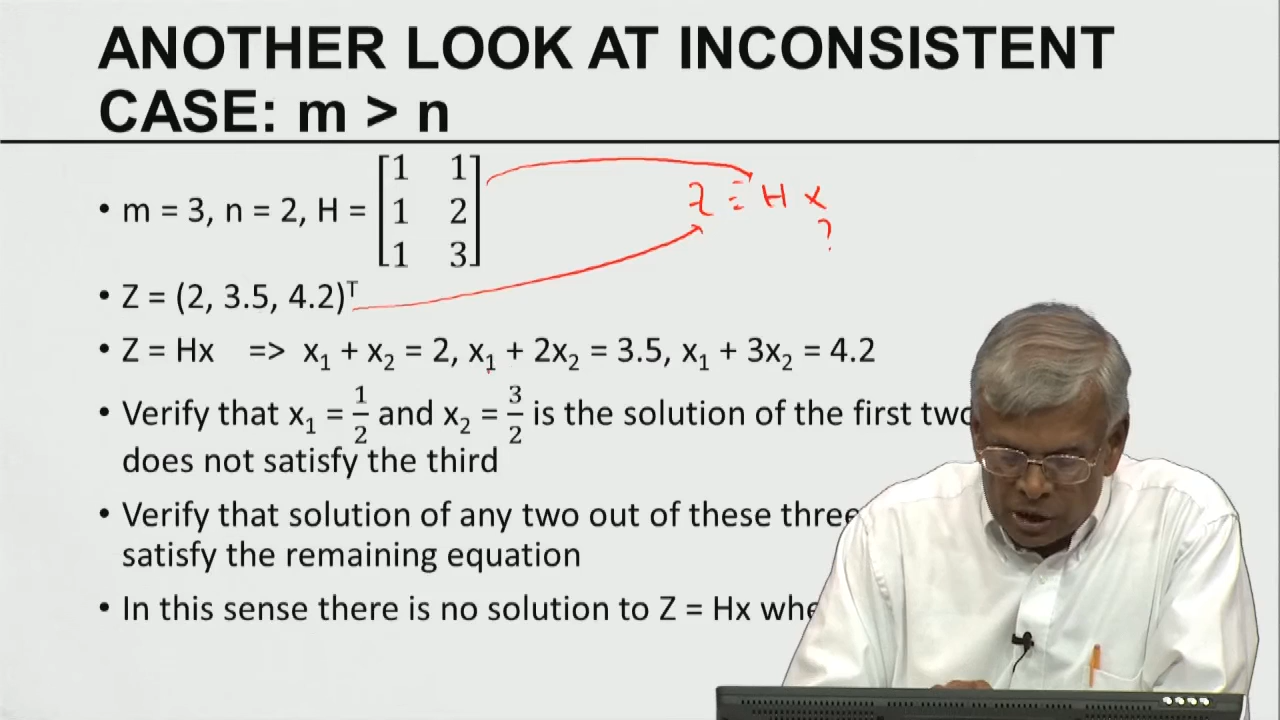 ANOTHER LOOK AT INCONSISTENT
CASE: m > n
• m = 3, n = 2, H = [1 1
1 2
1 3]
Z = Hx
?
• Z = (2, 3.5, 4.2)ᵀ
• Z = Hx => x₁ + x₂ = 2, x₁ + 2x₂ = 3.5, x₁ + 3x₂ = 4.2
• Verify that x₁ = 1/2 and x₂ = 3/2 is the solution of the first two
does not satisfy the third
• Verify that solution of any two out of these three
satisfy the remaining equation
• In this sense there is no solution to Z = Hx